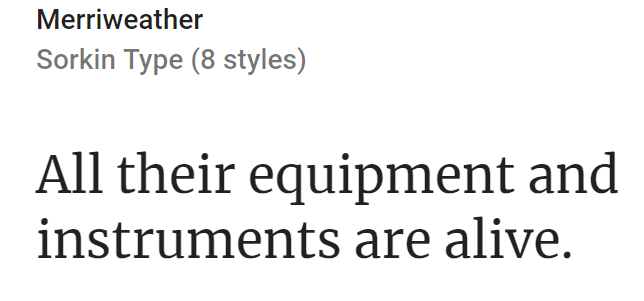 Merriweather
Sorkin Type (8 styles)
All their equipment and
instruments are alive.